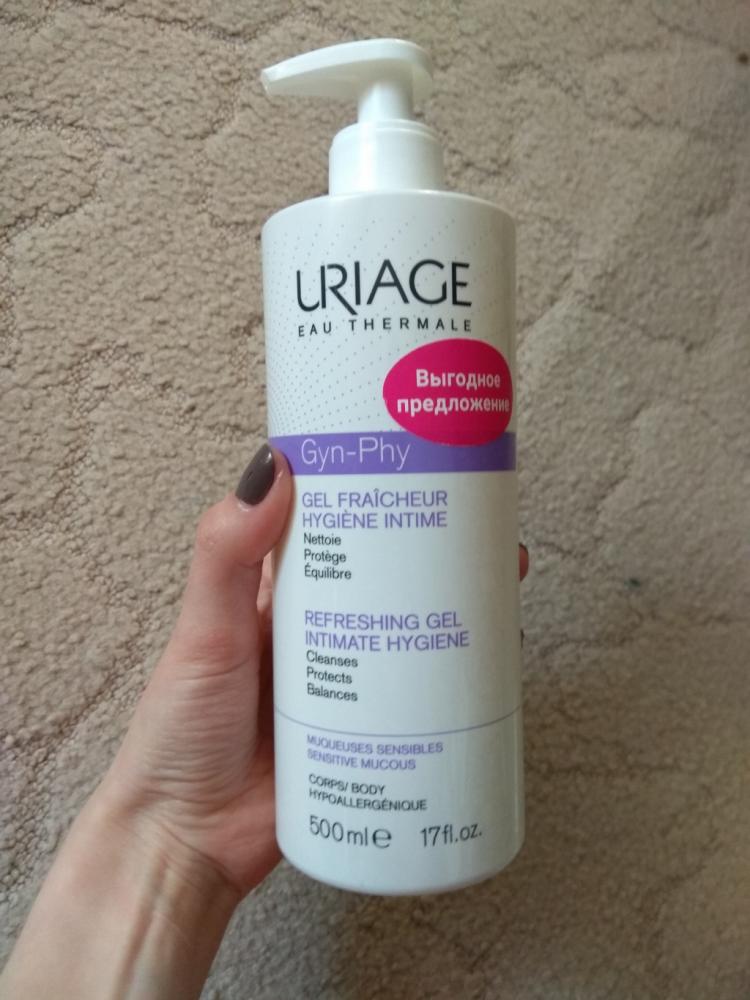 URIAGE
EAU THERMALE
Выгодное
предложение
Gyn-Phy
GEL FRAÎCHEUR
HYGIÈNE INTIME
Nettoie
Protège
Équilibre
REFRESHING GEL
INTIMATE HYGIENE
Cleanses
Protects
Balances
MUQUEUSES SENSIBLES
SENSITIVE MUCOUS
CORPS/ BODY
HYPOALLERGÉNIQUE
500ml℮ 17fl.oz.